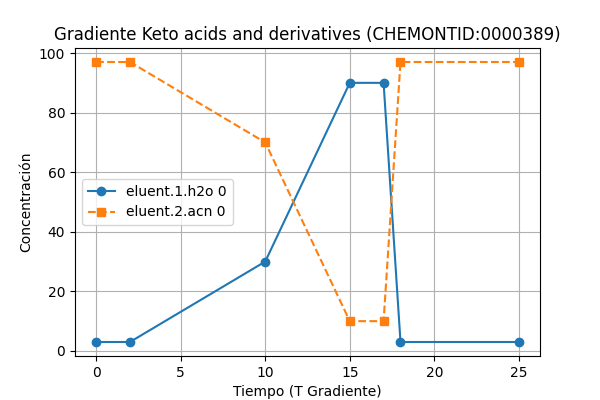 Gradiente Keto acids and derivatives (CHEMONTID:0000389)
100
80
60
40
20
0
Concentración
eluent.1.h2o 0
eluent.2.acn 0
0 5 10 15 20 25
Tiempo (T Gradiente)